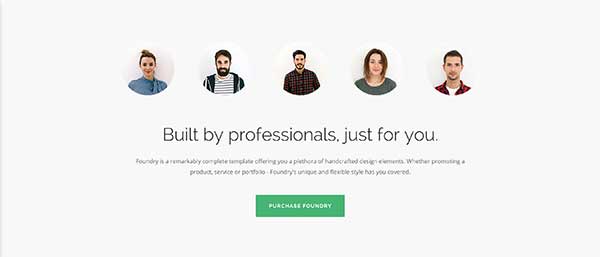 Built by professionals, just for you.
Foundry is a remarkably complete template offering you a plethora of handcrafted design elements. Whether promoting a
product, service or portfolio - Foundry's unique and flexible style has you covered.
PURCHASE FOUNDRY